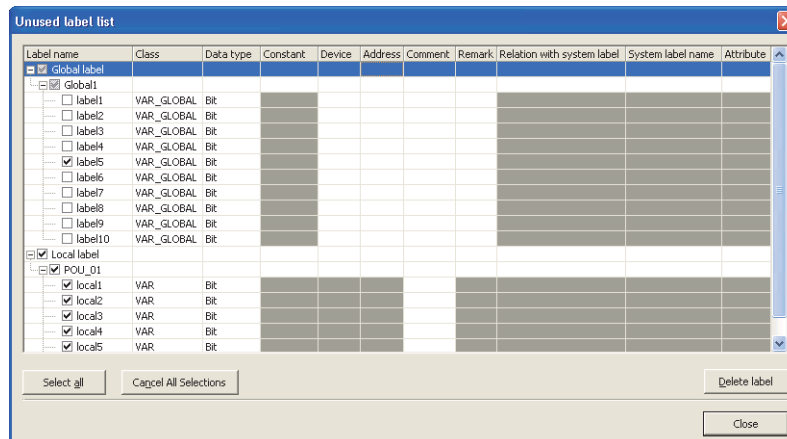 Unused label list
Label name Class Data type Constant Device Address Comment Remark Relation with system label System label name Attribute
Global label
Global1
label1 VAR_GLOBAL Bit
label2 VAR_GLOBAL Bit
label3 VAR_GLOBAL Bit
label4 VAR_GLOBAL Bit
label5 VAR_GLOBAL Bit
label6 VAR_GLOBAL Bit
label7 VAR_GLOBAL Bit
label8 VAR_GLOBAL Bit
label9 VAR_GLOBAL Bit
label10 VAR_GLOBAL Bit
Local label
POU_01
local1 VAR Bit
local2 VAR Bit
local3 VAR Bit
local4 VAR Bit
local5 VAR Bit
Select all Cancel All Selections Delete label
Close